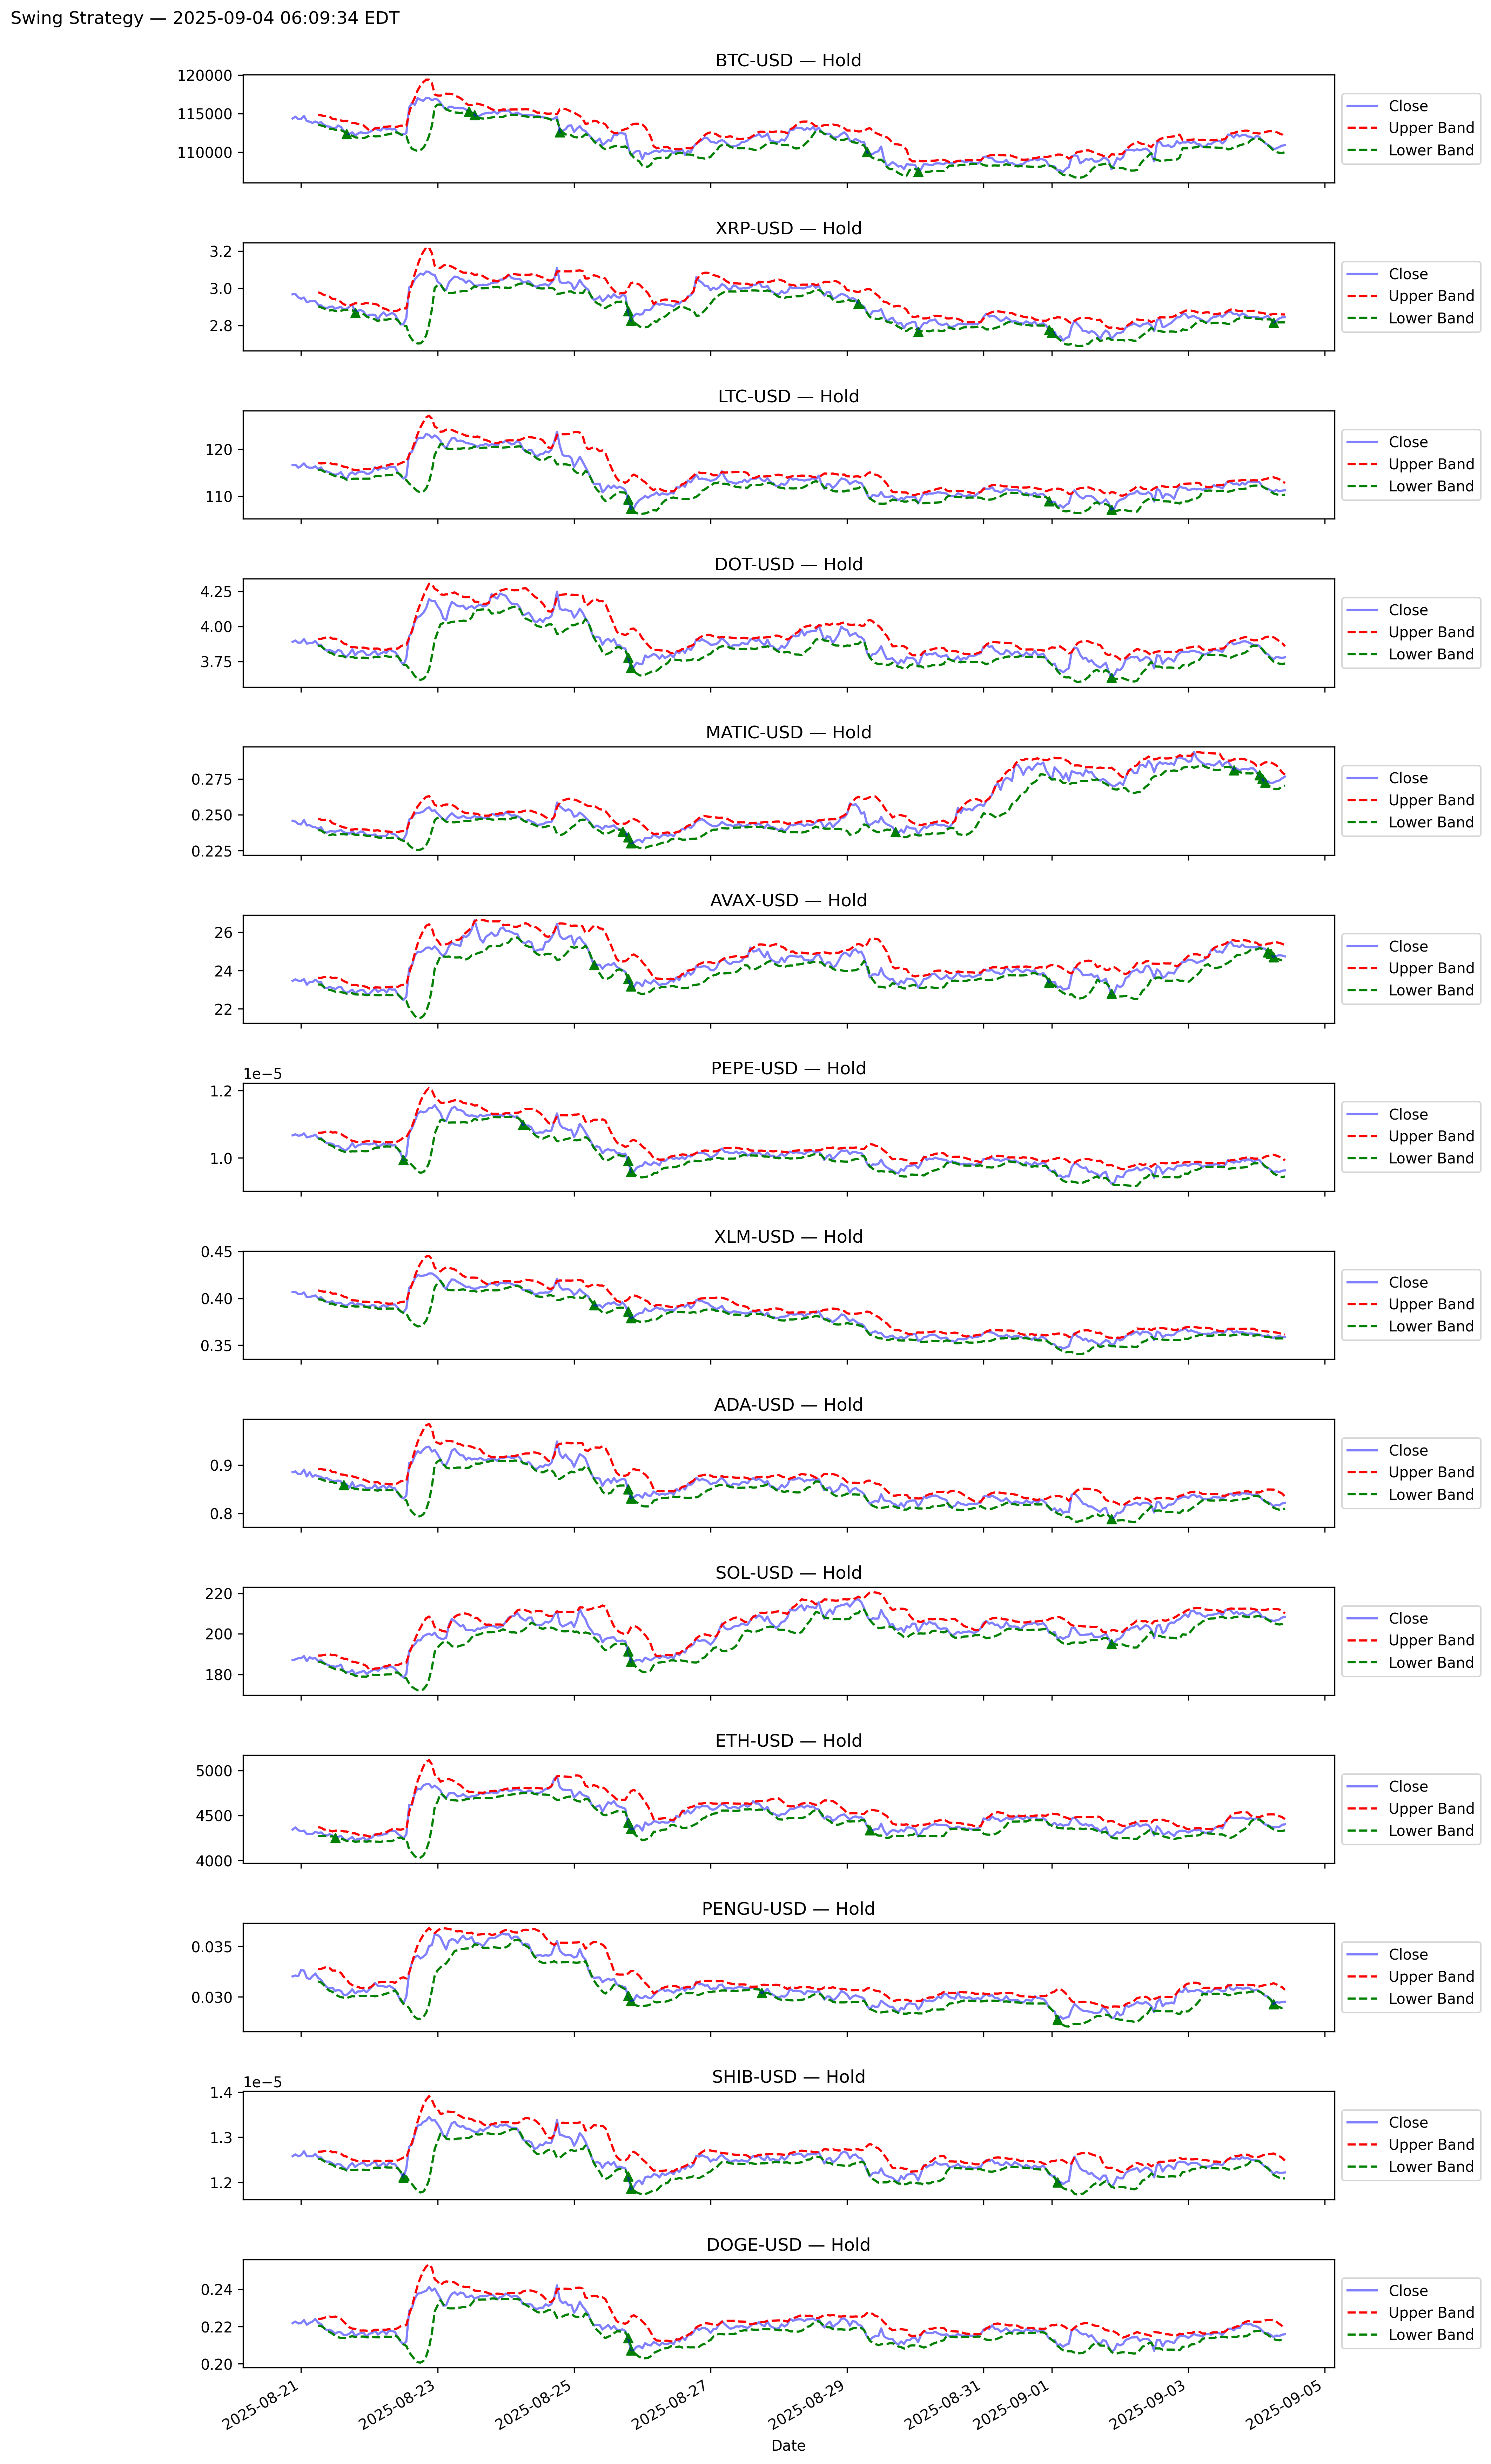 Swing Strategy — 2025-09-04 06:09:34 EDT
BTC-USD — Hold
120000
115000
110000
Close
Upper Band
Lower Band
XRP-USD — Hold
3.2
3.0
2.8
Close
Upper Band
Lower Band
LTC-USD — Hold
120
110
Close
Upper Band
Lower Band
DOT-USD — Hold
4.25
4.00
3.75
Close
Upper Band
Lower Band
MATIC-USD — Hold
0.275
0.250
0.225
Close
Upper Band
Lower Band
AVAX-USD — Hold
26
24
22
Close
Upper Band
Lower Band
PEPE-USD — Hold
1e−5
1.2
1.0
Close
Upper Band
Lower Band
XLM-USD — Hold
0.45
0.40
0.35
Close
Upper Band
Lower Band
ADA-USD — Hold
0.9
0.8
Close
Upper Band
Lower Band
SOL-USD — Hold
220
200
180
Close
Upper Band
Lower Band
ETH-USD — Hold
5000
4500
4000
Close
Upper Band
Lower Band
PENGU-USD — Hold
0.035
0.030
Close
Upper Band
Lower Band
SHIB-USD — Hold
1e−5
1.4
1.3
1.2
Close
Upper Band
Lower Band
DOGE-USD — Hold
0.24
0.22
0.20
Close
Upper Band
Lower Band
2025-08-21
2025-08-23
2025-08-25
2025-08-27
2025-08-29
2025-08-31
2025-09-01
2025-09-03
2025-09-05
Date